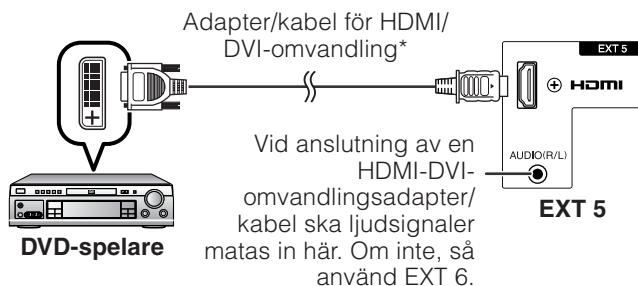 Adapter/kabel för HDMI/
DVI-omvandling*
EXT 5
HDMI
Vid anslutning av en
HDMI-DVI-
omvandlingsadapter/
kabel ska ljudsignaler
matas in här. Om inte, så
använd EXT 6.
AUDIO(R/L)
EXT 5
DVD-spelare